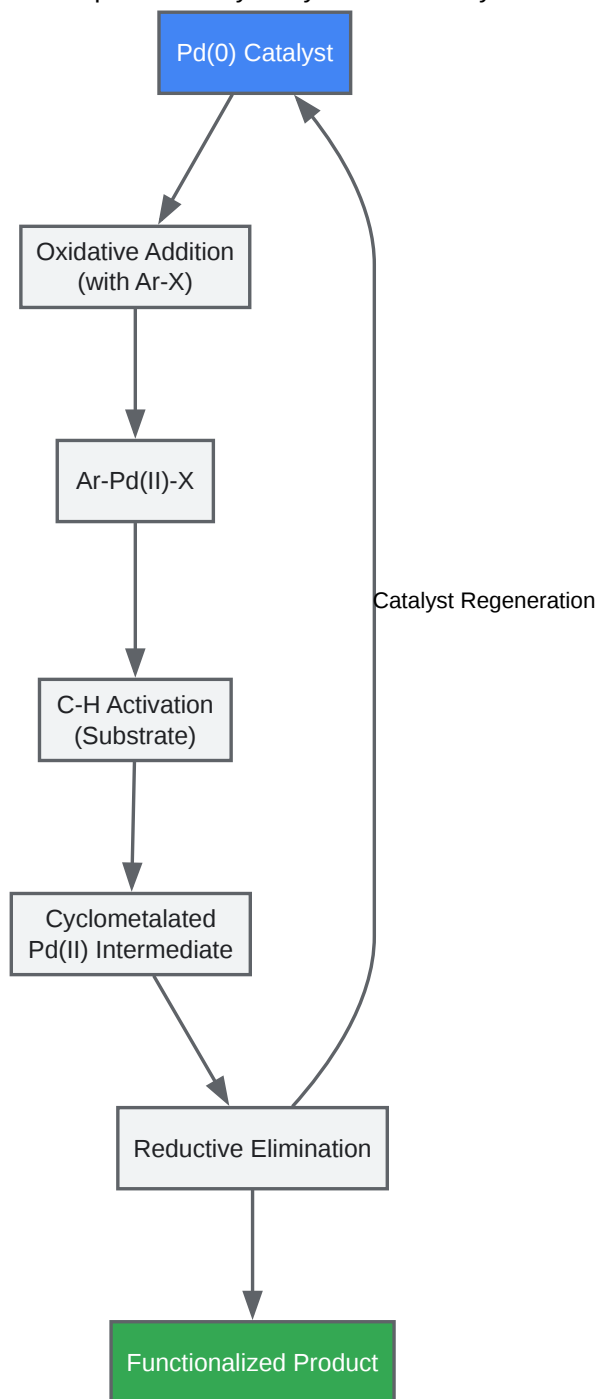 Pd(0) Catalyst
Oxidative Addition
(with Ar-X)
Ar-Pd(II)-X
Catalyst Regeneration
C-H Activation
(Substrate)
Cyclometalated
Pd(II) Intermediate
Reductive Elimination
Functionalized Product